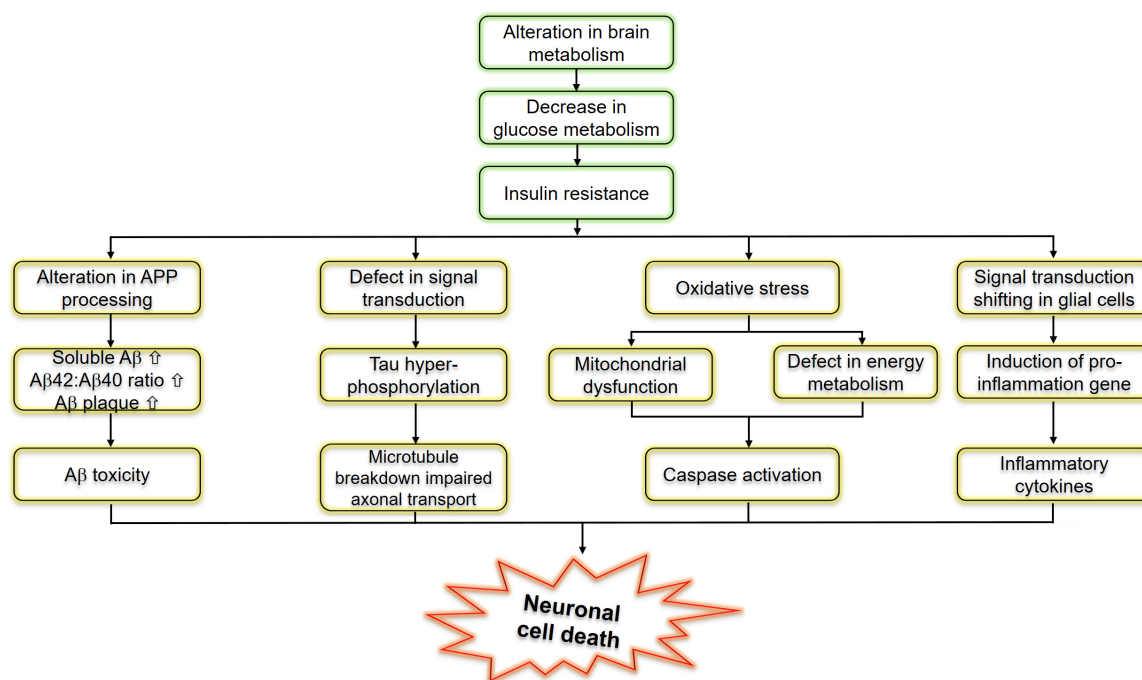 Alteration in brain
metabolism
Decrease in
glucose metabolism
Insulin resistance
Alteration in APP
processing
Defect in signal
transduction
Oxidative stress
Signal transduction
shifting in glial cells
Soluble Aβ ⇧
Aβ42:Aβ40 ratio ⇧
Aβ plaque ⇧
Tau hyper-
phosphorylation
Mitochondrial
dysfunction
Defect in energy
metabolism
Induction of pro-
inflammation gene
Aβ toxicity
Microtubule
breakdown impaired
axonal transport
Caspase activation
Inflammatory
cytokines
Neuronal
cell death